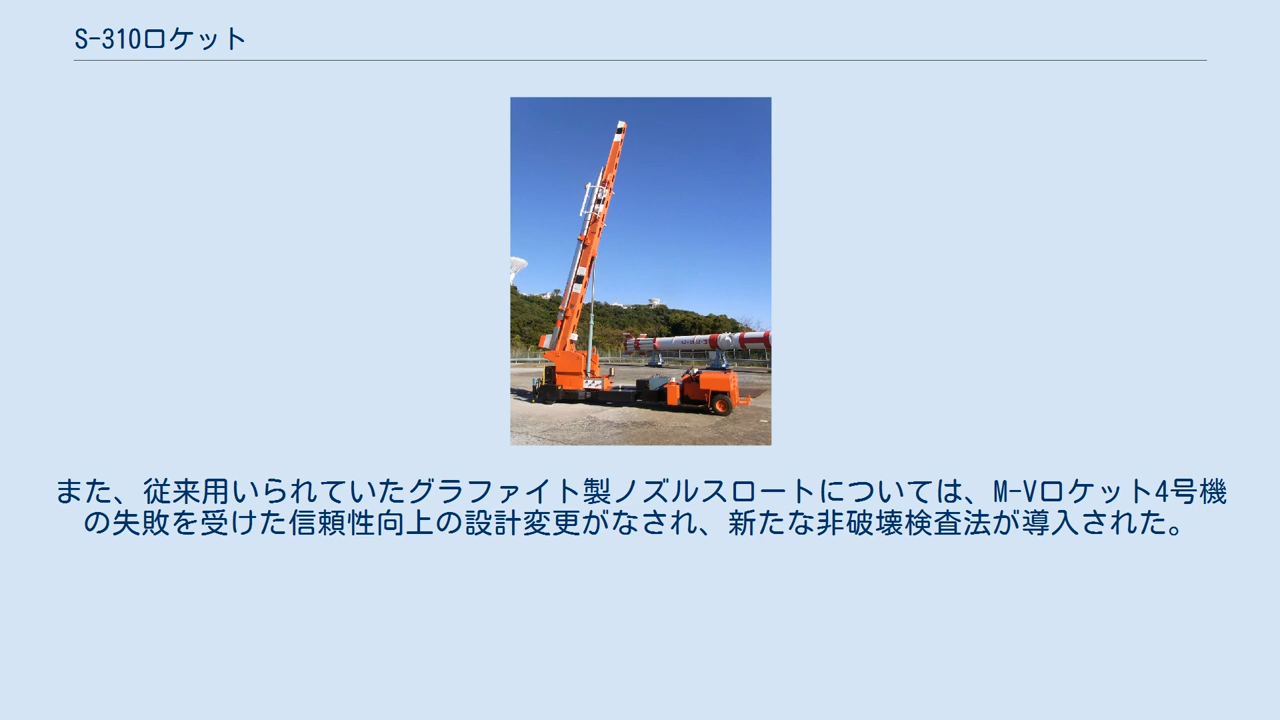 S-310ロケット
また、従来用いられていたグラファイト製ノズルスロートについては、M-Vロケット4号機
の失敗を受けた信頼性向上の設計変更がなされ、新たな非破壊検査法が導入された。